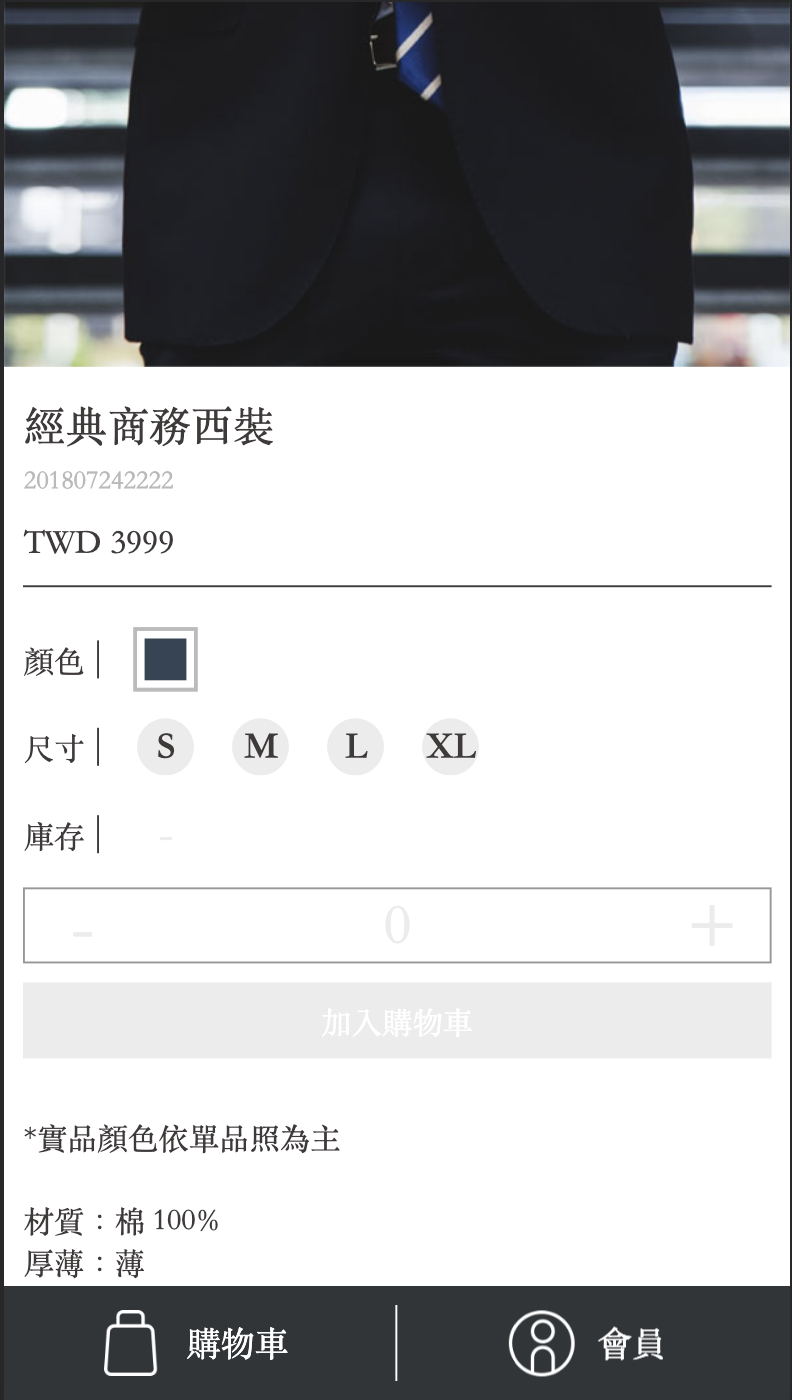 經典商務西裝
201807242222
TWD 3999
顏色|
尺寸| S M L XL
庫存| -
- 0 +
加入購物車
*實品顏色依單品照為主
材質：棉 100%
厚薄：薄
購物車 | 會員